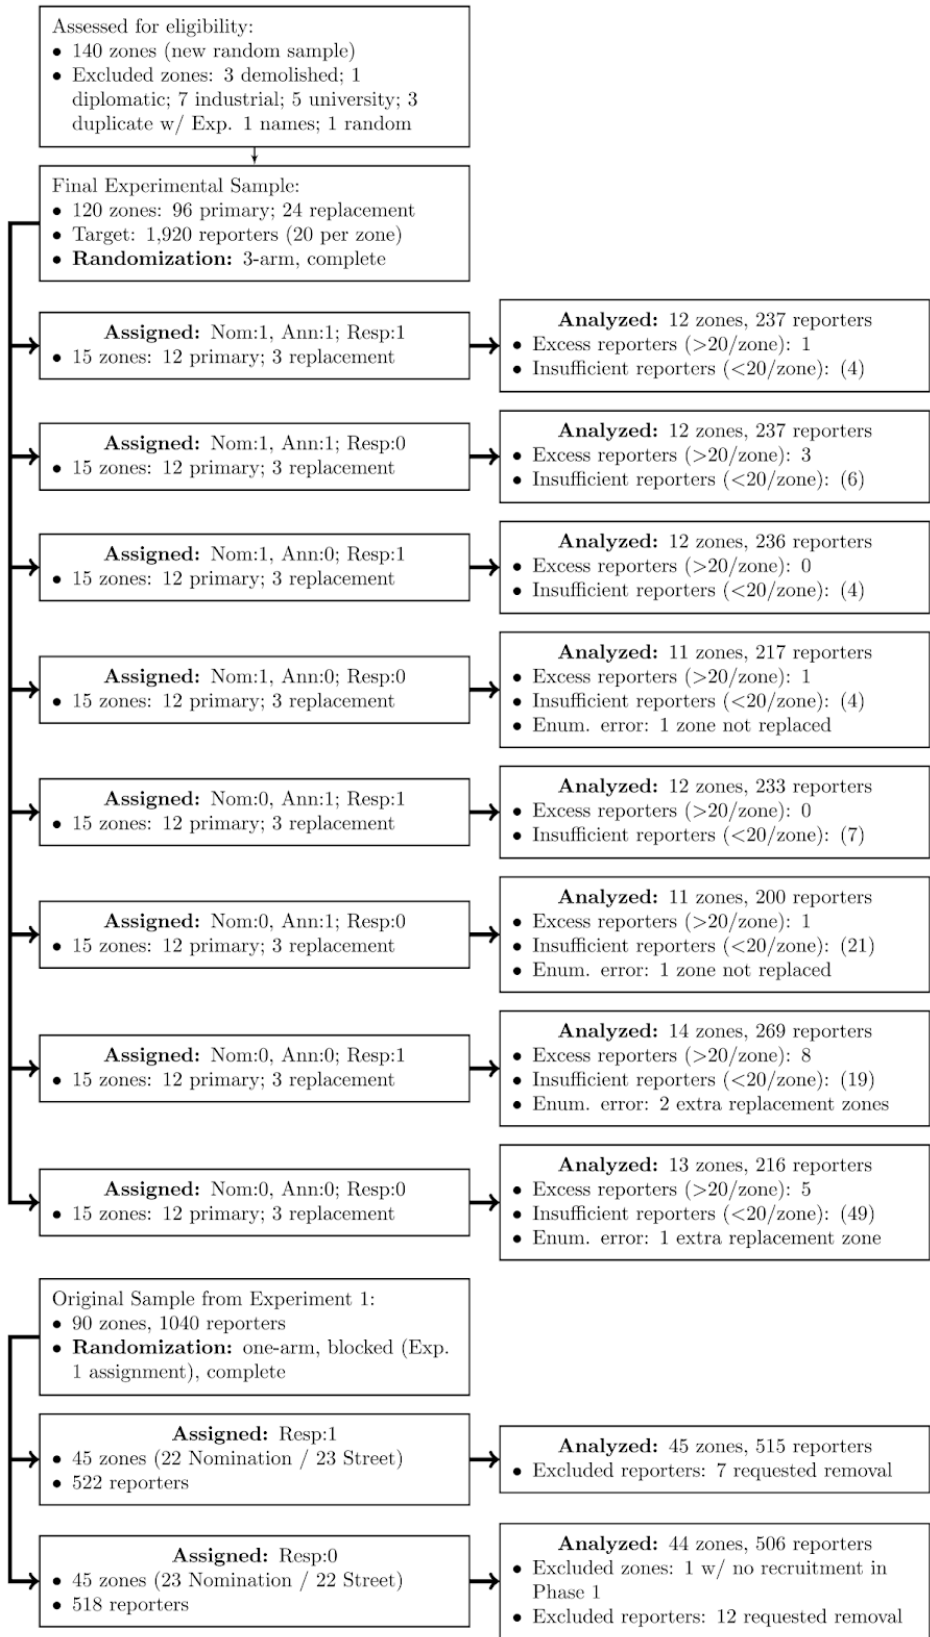 Assessed for eligibility:
• 140 zones (new random sample)
• Excluded zones: 3 demolished; 1
diplomatic; 7 industrial; 5 university; 3
duplicate w/ Exp. 1 names; 1 random
Final Experimental Sample:
• 120 zones: 96 primary; 24 replacement
• Target: 1,920 reporters (20 per zone)
• Randomization: 3-arm, complete
Assigned: Nom:1, Ann:1; Resp:1
• 15 zones: 12 primary; 3 replacement
Analyzed: 12 zones, 237 reporters
• Excess reporters (>20/zone): 1
• Insufficient reporters (<20/zone): (4)
Assigned: Nom:1, Ann:1; Resp:0
• 15 zones: 12 primary; 3 replacement
Analyzed: 12 zones, 237 reporters
• Excess reporters (>20/zone): 3
• Insufficient reporters (<20/zone): (6)
Assigned: Nom:1, Ann:0; Resp:1
• 15 zones: 12 primary; 3 replacement
Analyzed: 12 zones, 236 reporters
• Excess reporters (>20/zone): 0
• Insufficient reporters (<20/zone): (4)
Assigned: Nom:1, Ann:0; Resp:0
• 15 zones: 12 primary; 3 replacement
Analyzed: 11 zones, 217 reporters
• Excess reporters (>20/zone): 1
• Insufficient reporters (<20/zone): (4)
• Enum. error: 1 zone not replaced
Assigned: Nom:0, Ann:1; Resp:1
• 15 zones: 12 primary; 3 replacement
Analyzed: 12 zones, 233 reporters
• Excess reporters (>20/zone): 0
• Insufficient reporters (<20/zone): (7)
Assigned: Nom:0, Ann:1; Resp:0
• 15 zones: 12 primary; 3 replacement
Analyzed: 11 zones, 200 reporters
• Excess reporters (>20/zone): 1
• Insufficient reporters (<20/zone): (21)
• Enum. error: 1 zone not replaced
Assigned: Nom:0, Ann:0; Resp:1
• 15 zones: 12 primary; 3 replacement
Analyzed: 14 zones, 269 reporters
• Excess reporters (>20/zone): 8
• Insufficient reporters (<20/zone): (19)
• Enum. error: 2 extra replacement zones
Assigned: Nom:0, Ann:0; Resp:0
• 15 zones: 12 primary; 3 replacement
Analyzed: 13 zones, 216 reporters
• Excess reporters (>20/zone): 5
• Insufficient reporters (<20/zone): (49)
• Enum. error: 1 extra replacement zone
Original Sample from Experiment 1:
• 90 zones, 1040 reporters
• Randomization: one-arm, blocked (Exp.
1 assignment), complete
Assigned: Resp:1
• 45 zones (22 Nomination / 23 Street)
• 522 reporters
Analyzed: 45 zones, 515 reporters
• Excluded reporters: 7 requested removal
Assigned: Resp:0
• 45 zones (23 Nomination / 22 Street)
• 518 reporters
Analyzed: 44 zones, 506 reporters
• Excluded zones: 1 w/ no recruitment in
Phase 1
• Excluded reporters: 12 requested removal